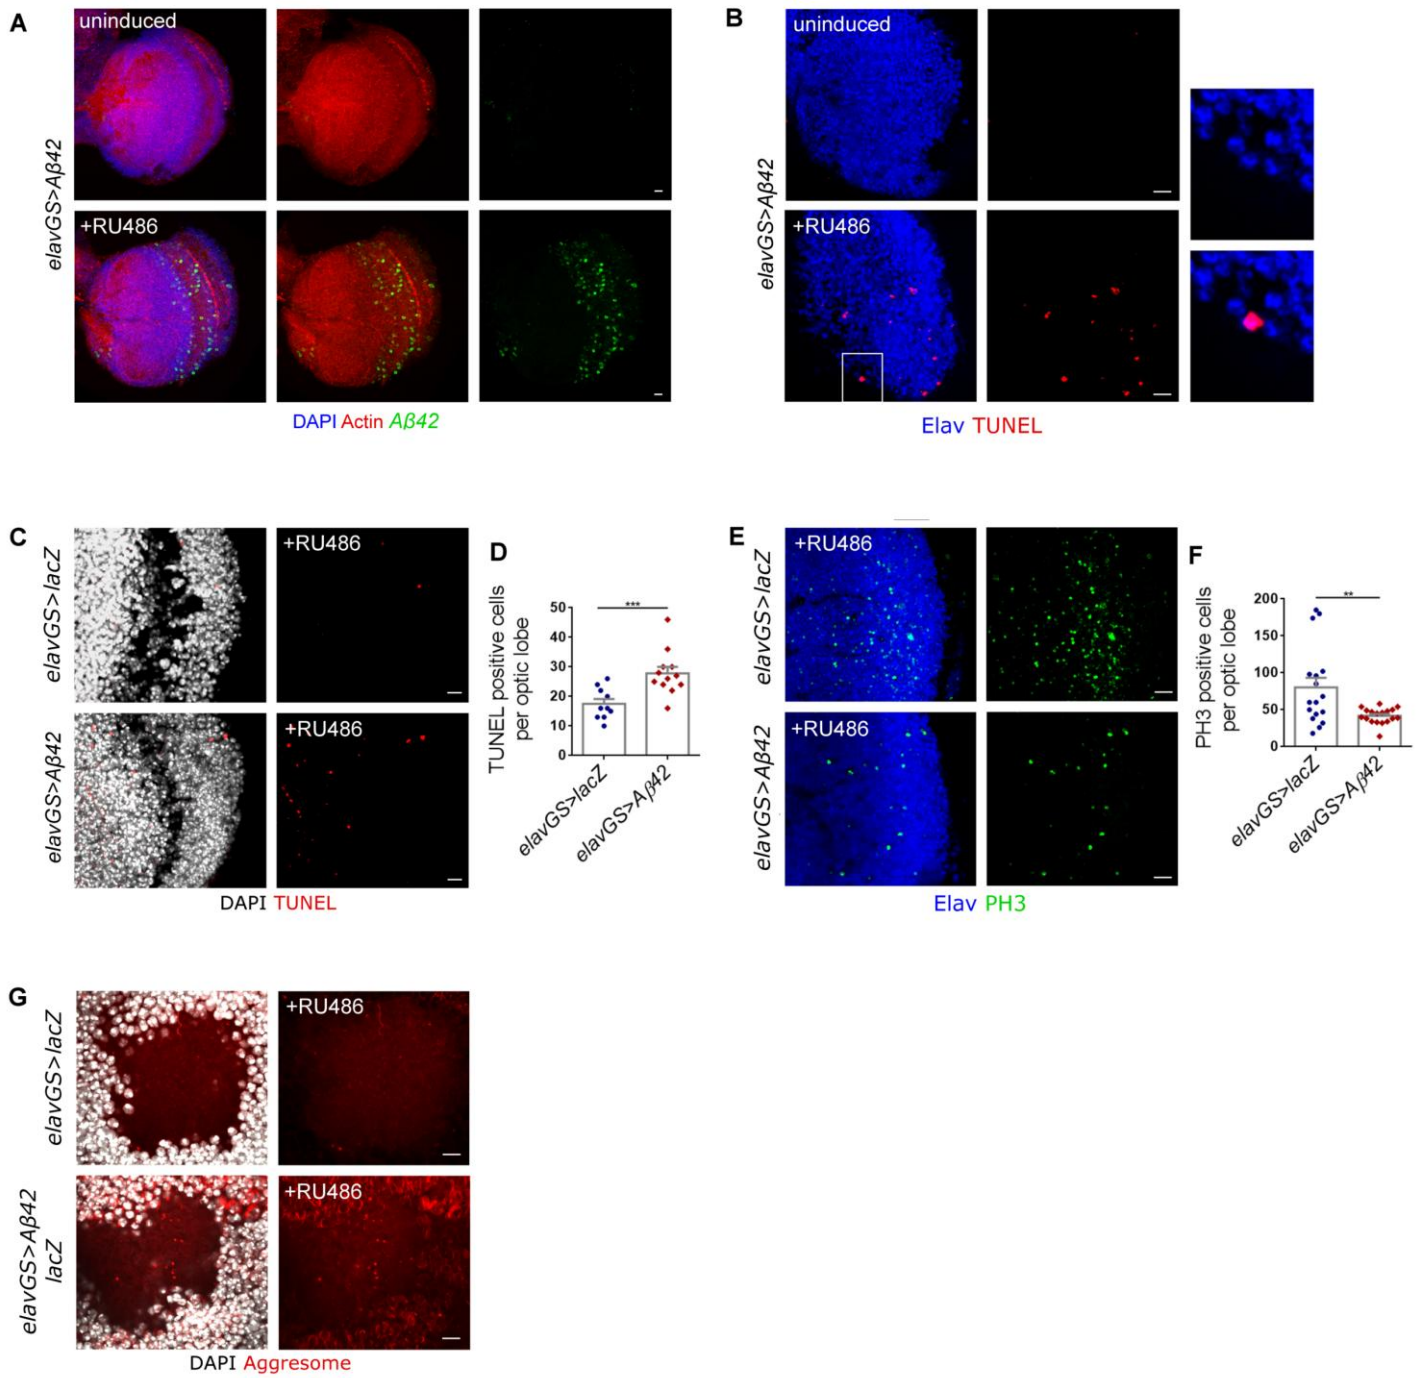 A
uninduced
elavGS>Aβ42
+RU486
DAPI Actin Aβ42
B
uninduced
elavGS>Aβ42
+RU486
Elav TUNEL
C
elavGS>lacZ
+RU486
elavGS>Aβ42
+RU486
DAPI TUNEL
D
TUNEL positive cells
per optic lobe
50
40
30
20
10
0
***
elavGS>lacZ
elavGS>Aβ42
E
elavGS>lacZ
+RU486
elavGS>Aβ42
+RU486
Elav PH3
F
PH3 positive cells
per optic lobe
200
150
100
50
0
**
elavGS>lacZ
elavGS>Aβ42
G
elavGS>lacZ
+RU486
elavGS>Aβ42
lacZ
+RU486
DAPI Aggresome